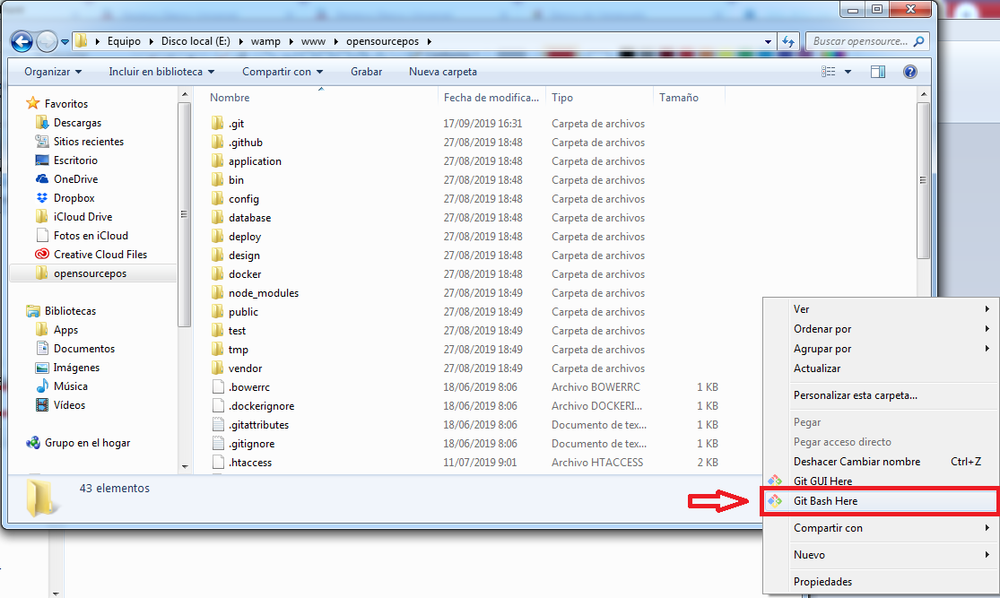 Equipo Disco local (E:) wamp www opensourcepos
Buscar opensource...
Organizar Incluir en biblioteca Compartir con Grabar Nueva carpeta
Nombre Fecha de modifica... Tipo Tamaño
Favoritos
Descargas
Sitios recientes
Escritorio
OneDrive
Dropbox
iCloud Drive
Fotos en iCloud
Creative Cloud Files
opensourcepos
Bibliotecas
Apps
Documentos
Imágenes
Música
Vídeos
Grupo en el hogar
.git 17/09/2019 16:31 Carpeta de archivos
.github 27/08/2019 18:48 Carpeta de archivos
application 27/08/2019 18:48 Carpeta de archivos
bin 27/08/2019 18:48 Carpeta de archivos
config 27/08/2019 18:48 Carpeta de archivos
database 27/08/2019 18:48 Carpeta de archivos
deploy 27/08/2019 18:48 Carpeta de archivos
design 27/08/2019 18:48 Carpeta de archivos
docker 27/08/2019 18:48 Carpeta de archivos
node_modules 27/08/2019 18:49 Carpeta de archivos
public 27/08/2019 18:49 Carpeta de archivos
test 27/08/2019 18:49 Carpeta de archivos
tmp 27/08/2019 18:49 Carpeta de archivos
vendor 27/08/2019 18:49 Carpeta de archivos
.bowerrc 18/06/2019 8:06 Archivo BOWERRC 1 KB
.dockerignore 18/06/2019 8:06 Archivo DOCKERI... 1 KB
.gitattributes 18/06/2019 8:06 Documento de tex... 1 KB
.gitignore 18/06/2019 8:06 Documento de tex... 1 KB
.htaccess 11/07/2019 9:01 Archivo HTACCESS 2 KB
43 elementos
Ver
Ordenar por
Agrupar por
Actualizar
Personalizar esta carpeta...
Pegar
Pegar acceso directo
Deshacer Cambiar nombre Ctrl+Z
Git GUI Here
Git Bash Here
Compartir con
Nuevo
Propiedades